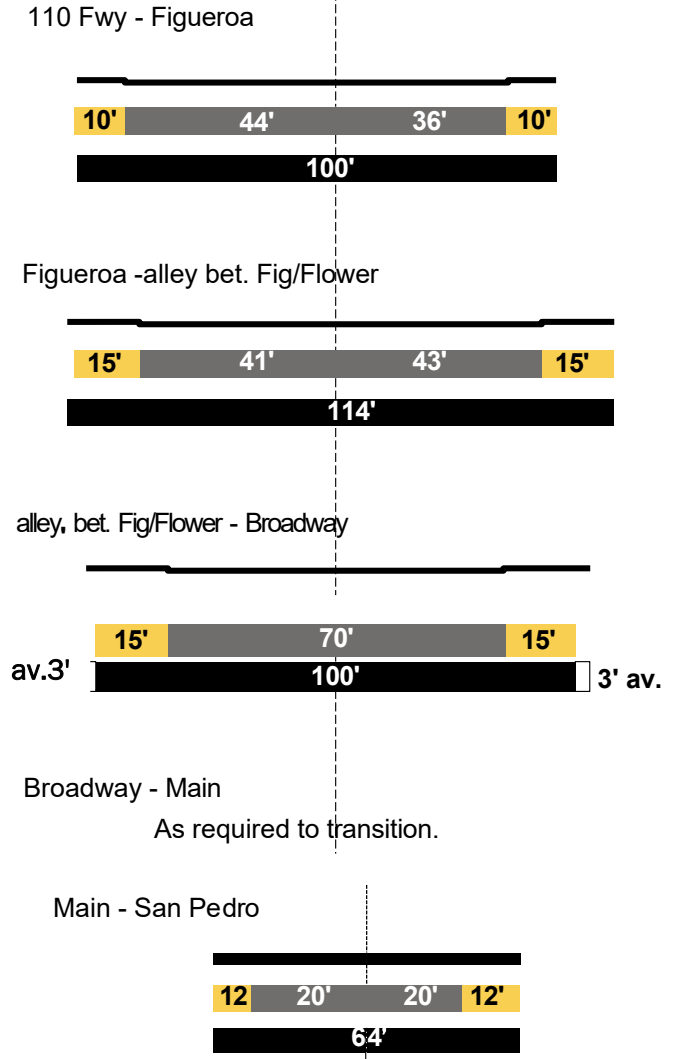 110 Fwy - Figueroa
10' 44' 36' 10'
100'
Figueroa -alley bet. Fig/Flower
15' 41' 43' 15'
114'
alley, bet. Fig/Flower - Broadway
15' 70' 15'
av.3' 100' 3' av.
Broadway - Main
As required to transition.
Main - San Pedro
12 20' 20' 12'
64'